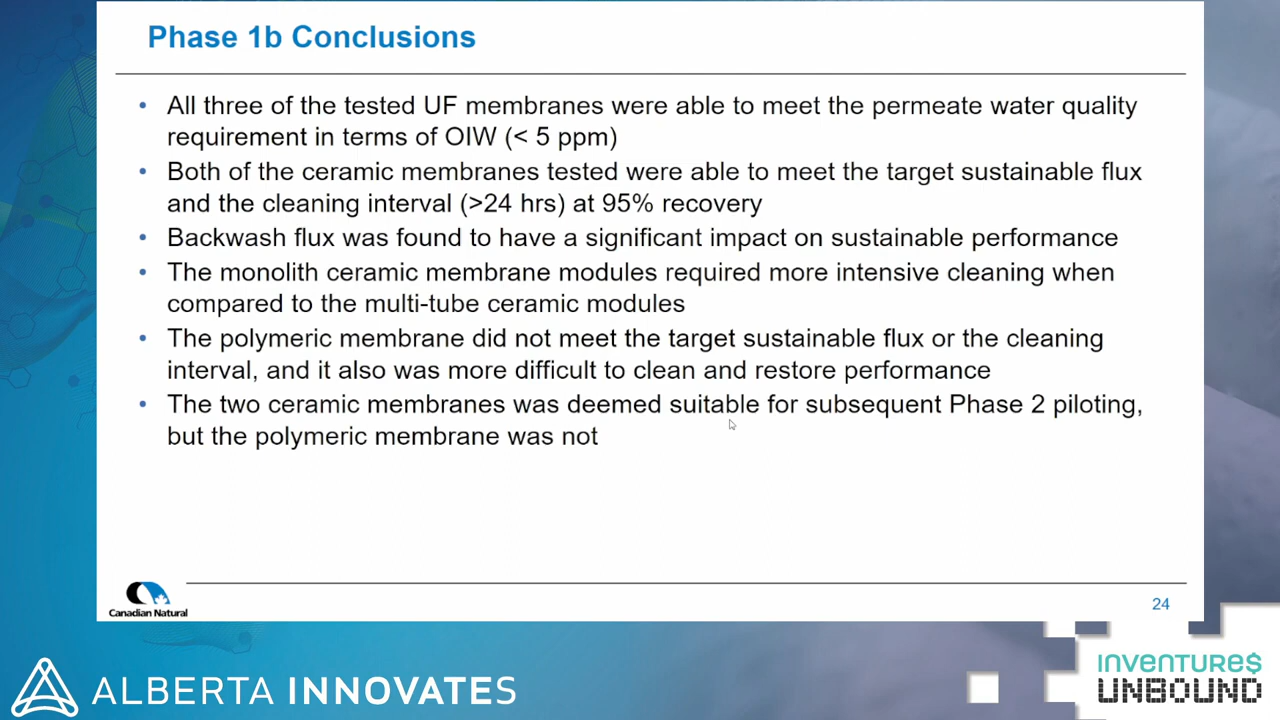 Phase 1b Conclusions
• All three of the tested UF membranes were able to meet the permeate water quality
requirement in terms of OIW (< 5 ppm)
• Both of the ceramic membranes tested were able to meet the target sustainable flux
and the cleaning interval (>24 hrs) at 95% recovery
• Backwash flux was found to have a significant impact on sustainable performance
• The monolith ceramic membrane modules required more intensive cleaning when
compared to the multi-tube ceramic modules
• The polymeric membrane did not meet the target sustainable flux or the cleaning
interval, and it also was more difficult to clean and restore performance
• The two ceramic membranes was deemed suitable for subsequent Phase 2 piloting,
but the polymeric membrane was not
Canadian Natural
24
ALBERTA INNOVATES
INVENTURE$
UNBOUND